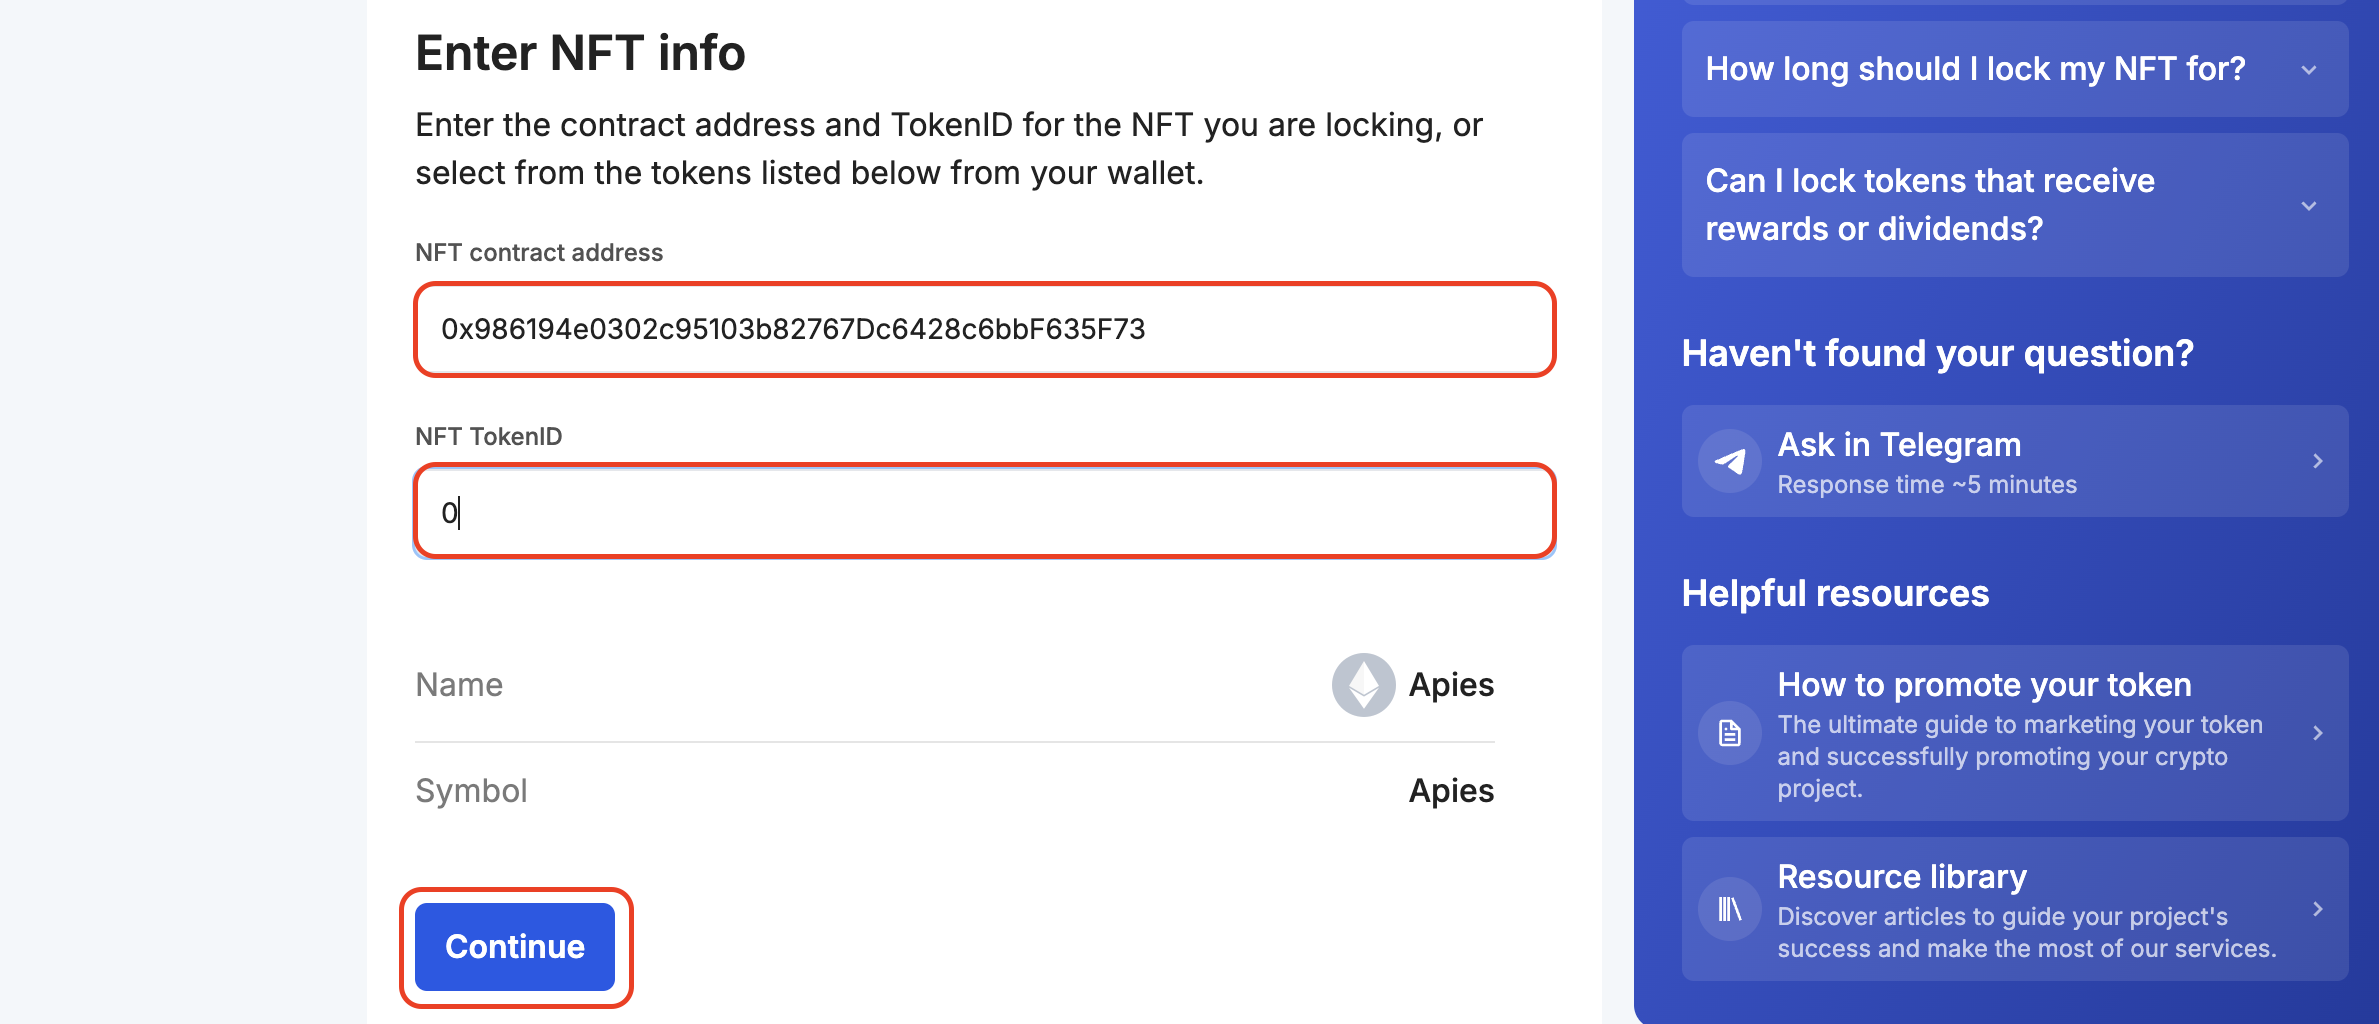 Enter NFT info
Enter the contract address and TokenID for the NFT you are locking, or
select from the tokens listed below from your wallet.
NFT contract address
0x986194e0302c95103b82767Dc6428c6bbF635F73
NFT TokenID
0
Name
Apies
Symbol
Apies
Continue
How long should I lock my NFT for?
Can I lock tokens that receive
rewards or dividends?
Haven't found your question?
Ask in Telegram
Response time ~5 minutes
Helpful resources
How to promote your token
The ultimate guide to marketing your token
and successfully promoting your crypto
project.
Resource library
Discover articles to guide your project's
success and make the most of our services.